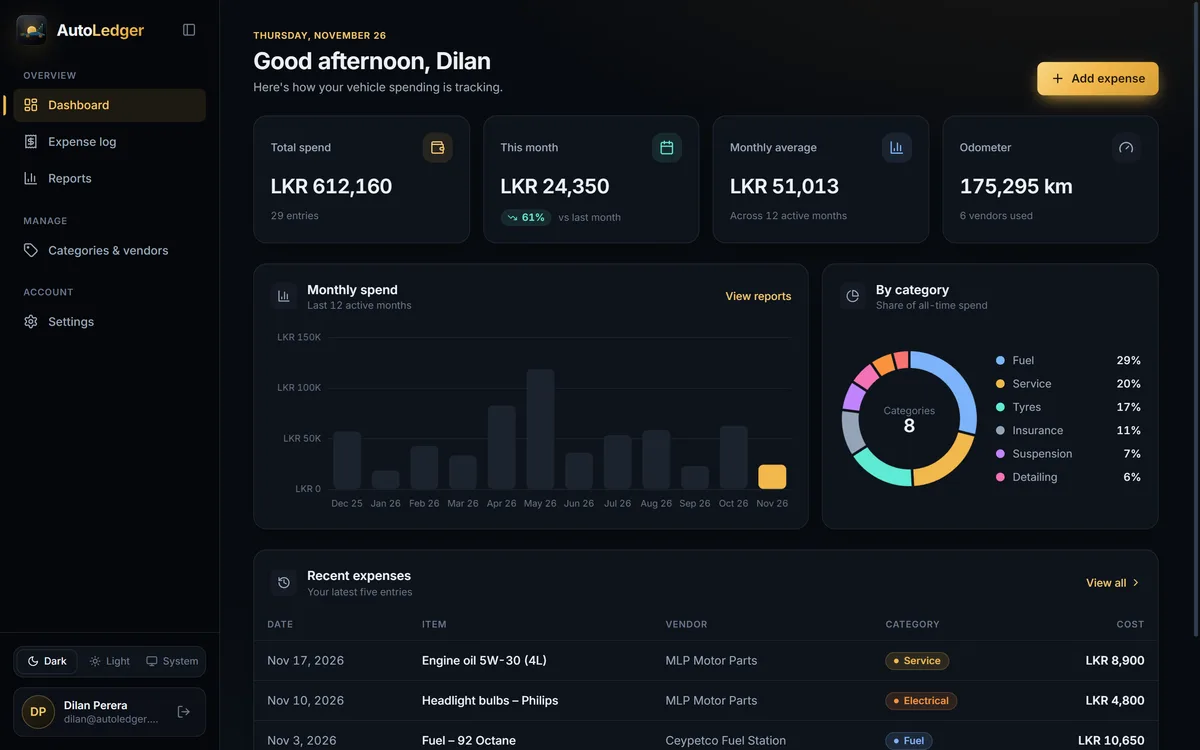 AutoLedger
OVERVIEW
Dashboard
Expense log
Reports
MANAGE
Categories & vendors
ACCOUNT
Settings
Dark Light System
DP
Dilan Perera
dilan@autoledger....
THURSDAY, NOVEMBER 26
Good afternoon, Dilan
Here's how your vehicle spending is tracking.
+ Add expense
Total spend
LKR 612,160
29 entries
This month
LKR 24,350
61% vs last month
Monthly average
LKR 51,013
Across 12 active months
Odometer
175,295 km
6 vendors used
Monthly spend
Last 12 active months
View reports
LKR 150K
LKR 100K
LKR 50K
LKR 0
Dec 25 Jan 26 Feb 26 Mar 26 Apr 26 May 26 Jun 26 Jul 26 Aug 26 Sep 26 Oct 26 Nov 26
By category
Share of all-time spend
Categories
8
Fuel 29%
Service 20%
Tyres 17%
Insurance 11%
Suspension 7%
Detailing 6%
Recent expenses
Your latest five entries
View all
DATE ITEM VENDOR CATEGORY COST
Nov 17, 2026 Engine oil 5W-30 (4L) MLP Motor Parts Service LKR 8,900
Nov 10, 2026 Headlight bulbs – Philips MLP Motor Parts Electrical LKR 4,800
Nov 3, 2026 Fuel – 92 Octane Ceypetco Fuel Station Fuel LKR 10,650